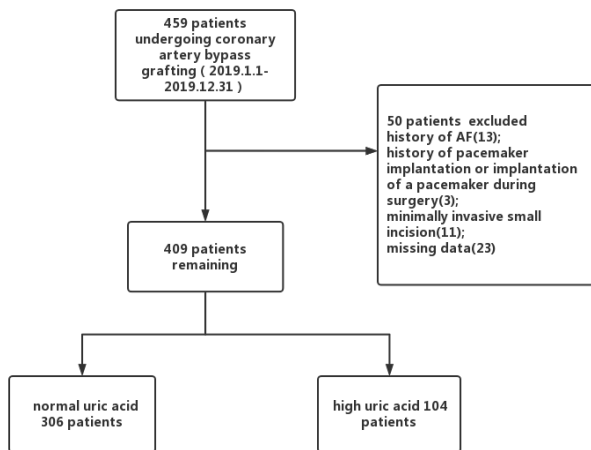 459 patients
undergoing coronary
artery bypass
grafting ( 2019.1.1-
2019.12.31 )
50 patients  excluded
history of AF(13);
history of pacemaker
implantation or implantation
of a pacemaker during
surgery(3);
minimally invasive small
incision(11);
missing data(23)
409 patients
remaining
normal uric acid
306 patients
high uric acid 104
patients